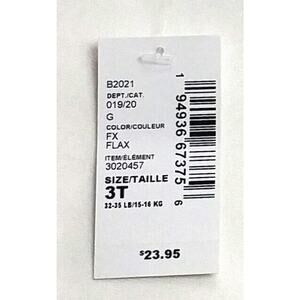 B2021
DEPT./CAT.
019/20
G
COLOR/COULEUR
FX
FLAX
ITEM/ÉLÉMENT
3020457
SIZE/TAILLE
3T
32-35 LB/15-16 KG
$23.95
1 94936 67375 6